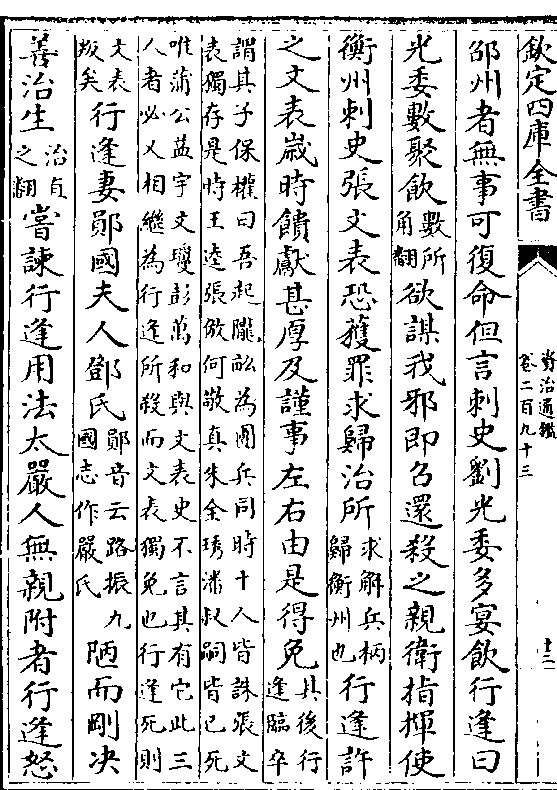 欽定四庫全書
資治通鑑
卷二百九十三
十二
邵州者無事可復命但言刺史劉光委多宴飲行逢曰
光委數聚飲數所角翻欲謀我邪即召還殺之親衛指揮使
衡州刺史張文表恐獲罪求歸治所求解兵柄歸衡州也行逢許
之文表歲時饋獻甚厚及謹事左右由是得免其後行逢臨卒
謂其子保權曰吾起隴畝為團兵同時十人皆誅張文
表獨存是時王逵張倣何敬真朱全琇潘叔嗣皆已死
唯蒲公益宇文瓊彭萬和與文表史不言其有它此三
人者必又相繼為行逢所殺而文表獨免也行逢死則
文表叛矣行逢妻鄖國夫人鄧氏鄖音云路振九國志作嚴氏陋而剛决
善治生治直之翻嘗諫行逢用法太嚴人無親附者行逢怒